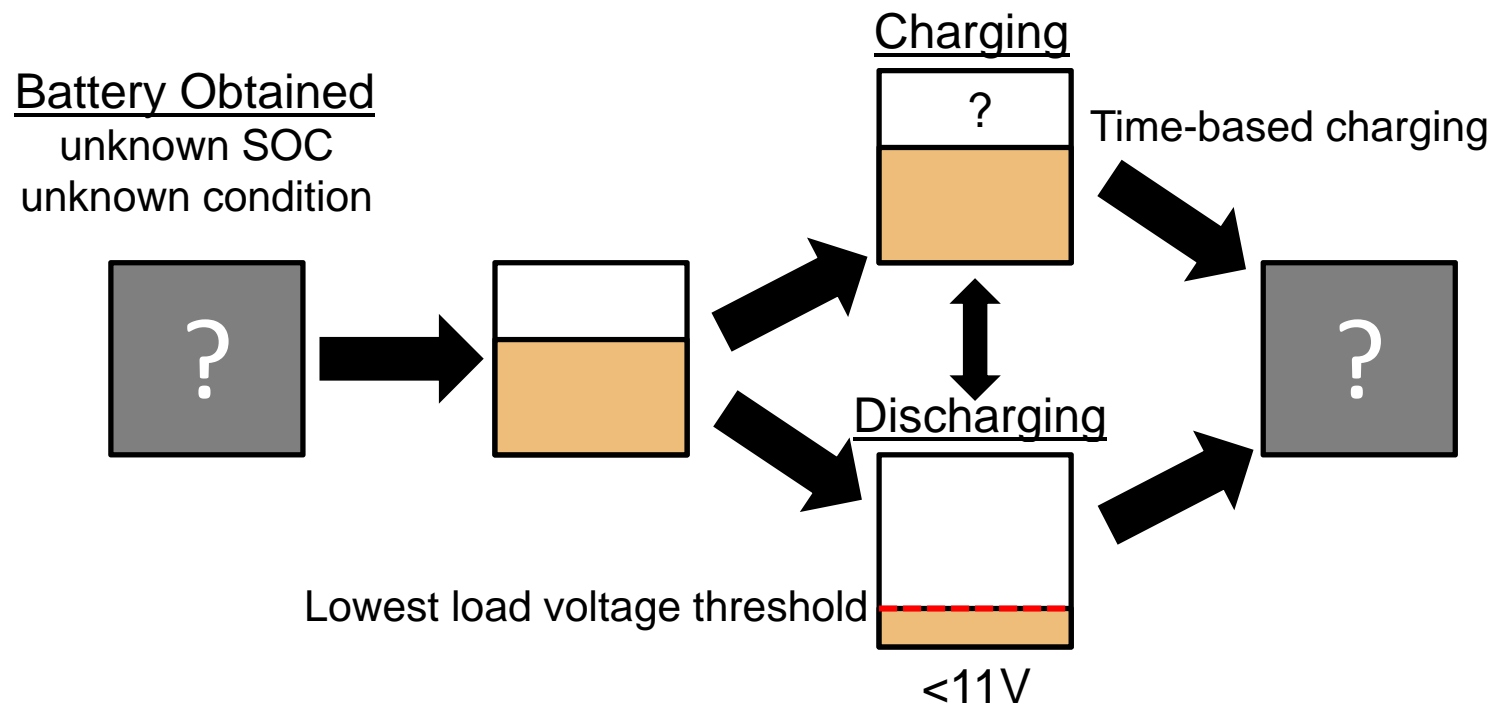 Battery Obtained
unknown SOC
unknown condition
?
Charging
?
Time-based charging
Discharging
Lowest load voltage threshold
<11V
?